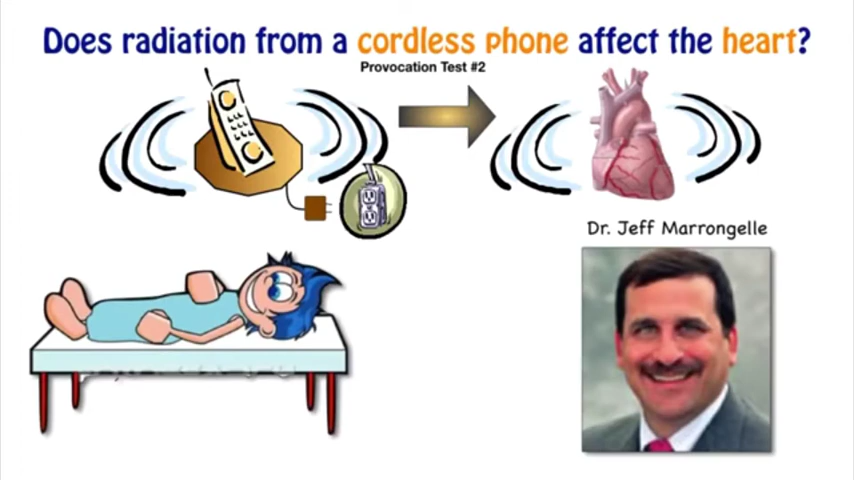 Does radiation from a cordless phone affect the heart?
Provocation Test #2
Dr. Jeff Marrongelle